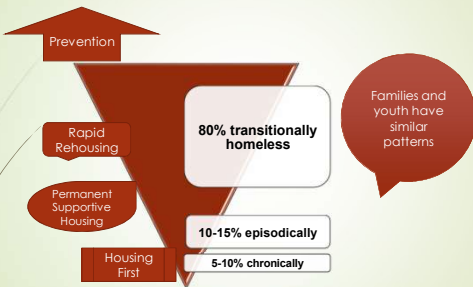 Prevention
80% transitionally
homeless
Families and
youth have
similar
patterns
Rapid
Rehousing
Permanent
Supportive
Housing
10-15% episodically
Housing
First
5-10% chronically